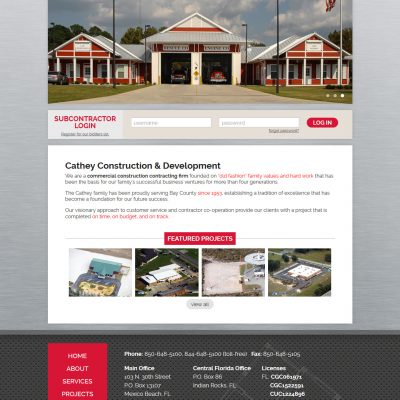 SUBCONTRACTOR
LOGIN
Register for our bidders list.
username
password
LOG IN
forgot password?
Cathey Construction & Development
We are a commercial construction contracting firm founded on "old fashion" family values and hard work that has
been the basis for our family's successful business ventures for more than four generations.
The Cathey family has been proudly serving Bay County since 1953, establishing a tradition of excellence that has
become a foundation for our future success.
Our visionary approach to customer service and contractor co-operation provide our clients with a project that is
completed on time, on budget, and on track.
FEATURED PROJECTS
view all
HOME
ABOUT
SERVICES
PROJECTS
Phone: 850-648-5100, 844-648-5100 (toll-free) Fax: 850-648-5105
Main Office
103 N. 30th Street
P.O. Box 13107
Mexico Beach, FL
Central Florida Office
P.O. Box 86
Indian Rocks, FL
Licenses
FL CGC061971
CGC1522591
CUC1224896